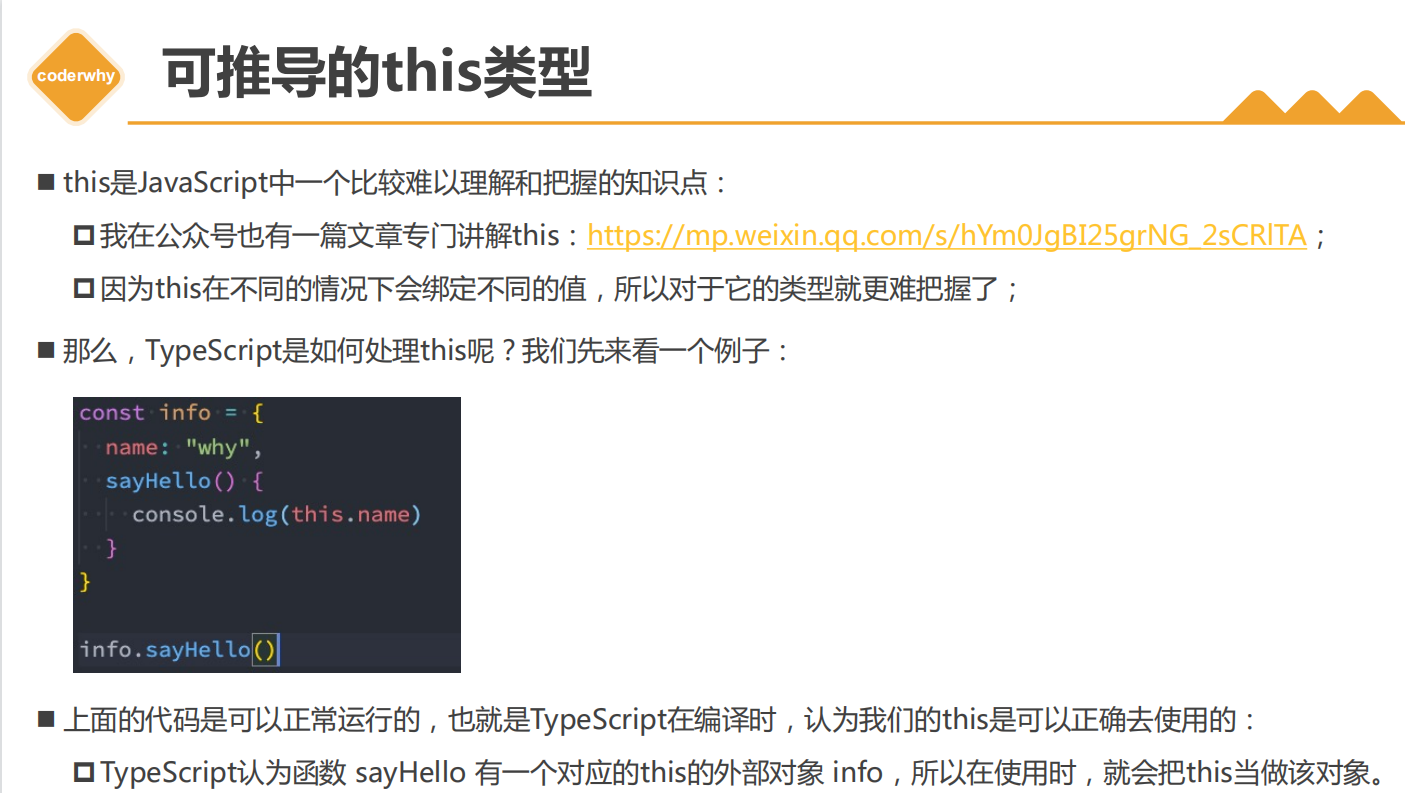 coderwhy
可推导的this类型
this是JavaScript中一个比较难以理解和把握的知识点：
我在公众号也有一篇文章专门讲解this：https://mp.weixin.qq.com/s/hYm0JgBI25grNG_2sCRlTA；
因为this在不同的情况下会绑定不同的值，所以对于它的类型就更难把握了；
那么，TypeScript是如何处理this呢？我们先来看一个例子：
const info = {
  name: "why",
  sayHello() {
    console.log(this.name)
  }
}
info.sayHello()
上面的代码是可以正常运行的，也就是TypeScript在编译时，认为我们的this是可以正确去使用的：
TypeScript认为函数 sayHello 有一个对应的this的外部对象 info，所以在使用时，就会把this当做该对象。